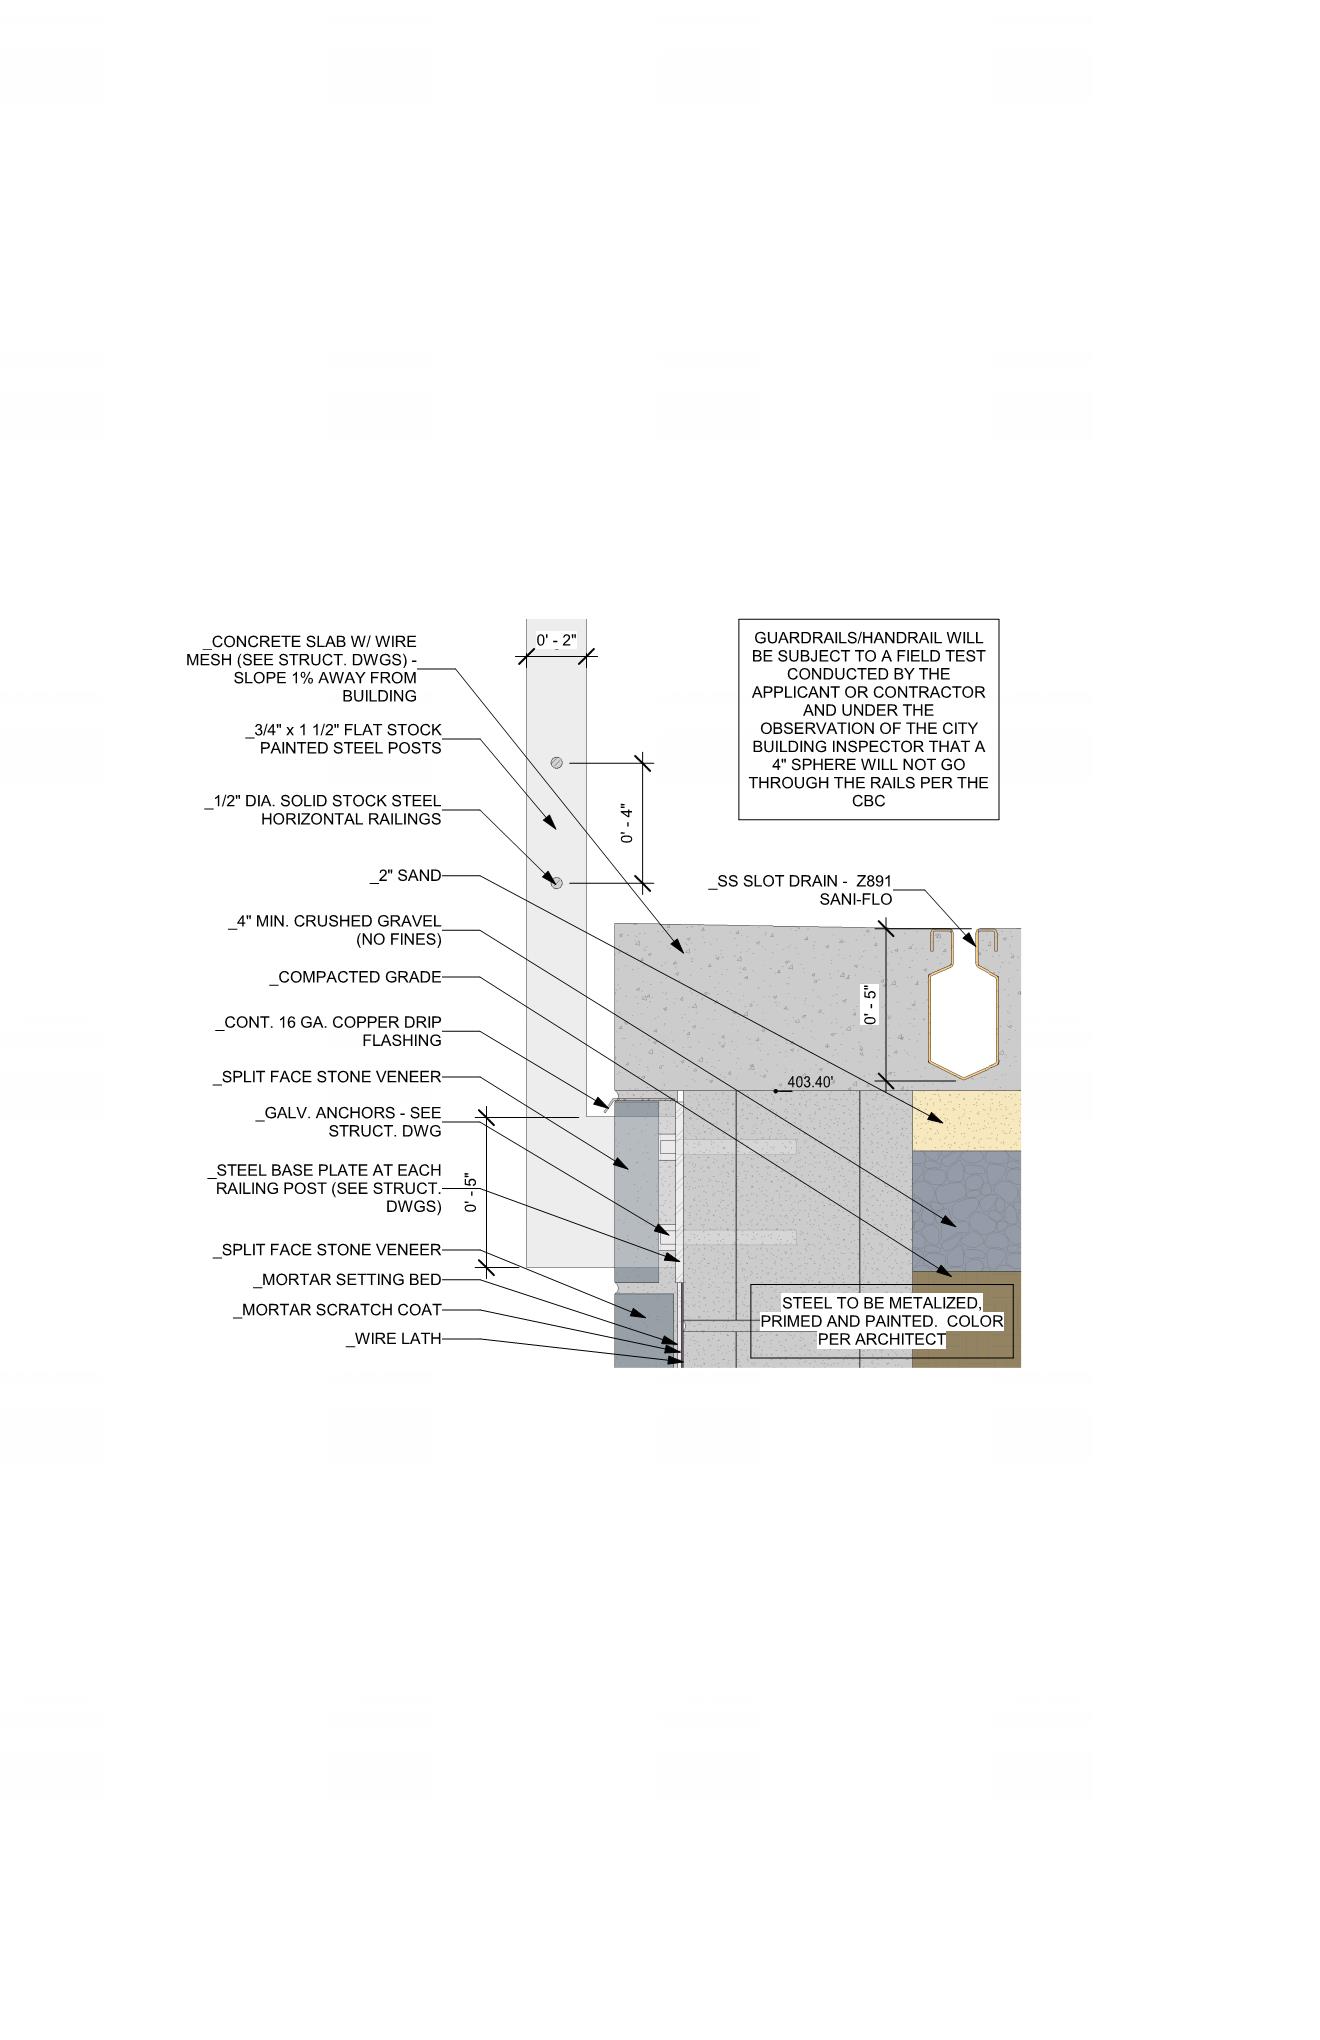 _CONCRETE SLAB W/ WIRE
MESH (SEE STRUCT. DWGS) -
SLOPE 1% AWAY FROM
BUILDING
_3/4" x 1 1/2" FLAT STOCK
PAINTED STEEL POSTS
_1/2" DIA. SOLID STOCK STEEL
HORIZONTAL RAILINGS
_2" SAND
_4" MIN. CRUSHED GRAVEL
(NO FINES)
_COMPACTED GRADE
_CONT. 16 GA. COPPER DRIP
FLASHING
_SPLIT FACE STONE VENEER
_GALV. ANCHORS - SEE
STRUCT. DWG
_STEEL BASE PLATE AT EACH
RAILING POST (SEE STRUCT.
DWGS)
_SPLIT FACE STONE VENEER
_MORTAR SETTING BED
_MORTAR SCRATCH COAT
_WIRE LATH
0' - 2"
0' - 4"
0' - 5"
GUARDRAILS/HANDRAIL WILL
BE SUBJECT TO A FIELD TEST
CONDUCTED BY THE
APPLICANT OR CONTRACTOR
AND UNDER THE
OBSERVATION OF THE CITY
BUILDING INSPECTOR THAT A
4" SPHERE WILL NOT GO
THROUGH THE RAILS PER THE
CBC
_SS SLOT DRAIN -  Z891
SANI-FLO
0' - 5"
403.40'
STEEL TO BE METALIZED,
PRIMED AND PAINTED.  COLOR
PER ARCHITECT